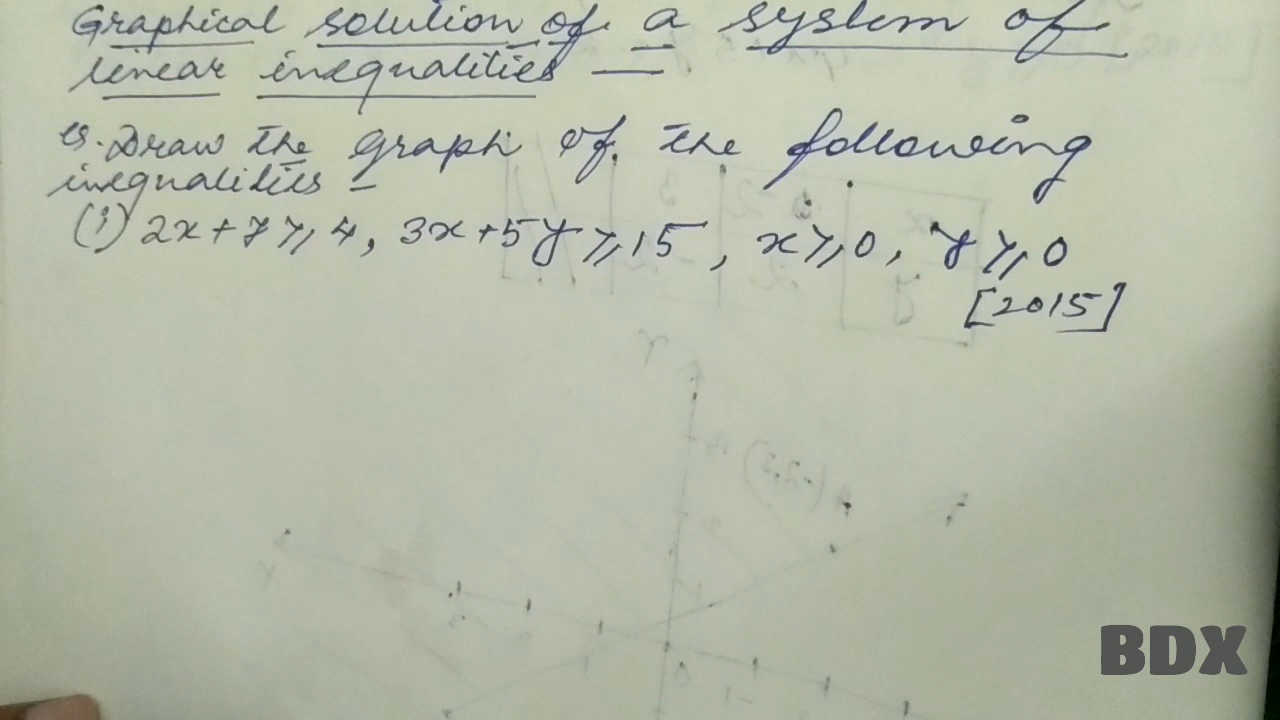 Graphical solution of a system of
linear inequalities —
Q. Draw the graph of the following
inequalities -
(i) 2x+y ≥ 4, 3x+5y ≥ 15, x ≥ 0, y ≥ 0
[2015]
BDX